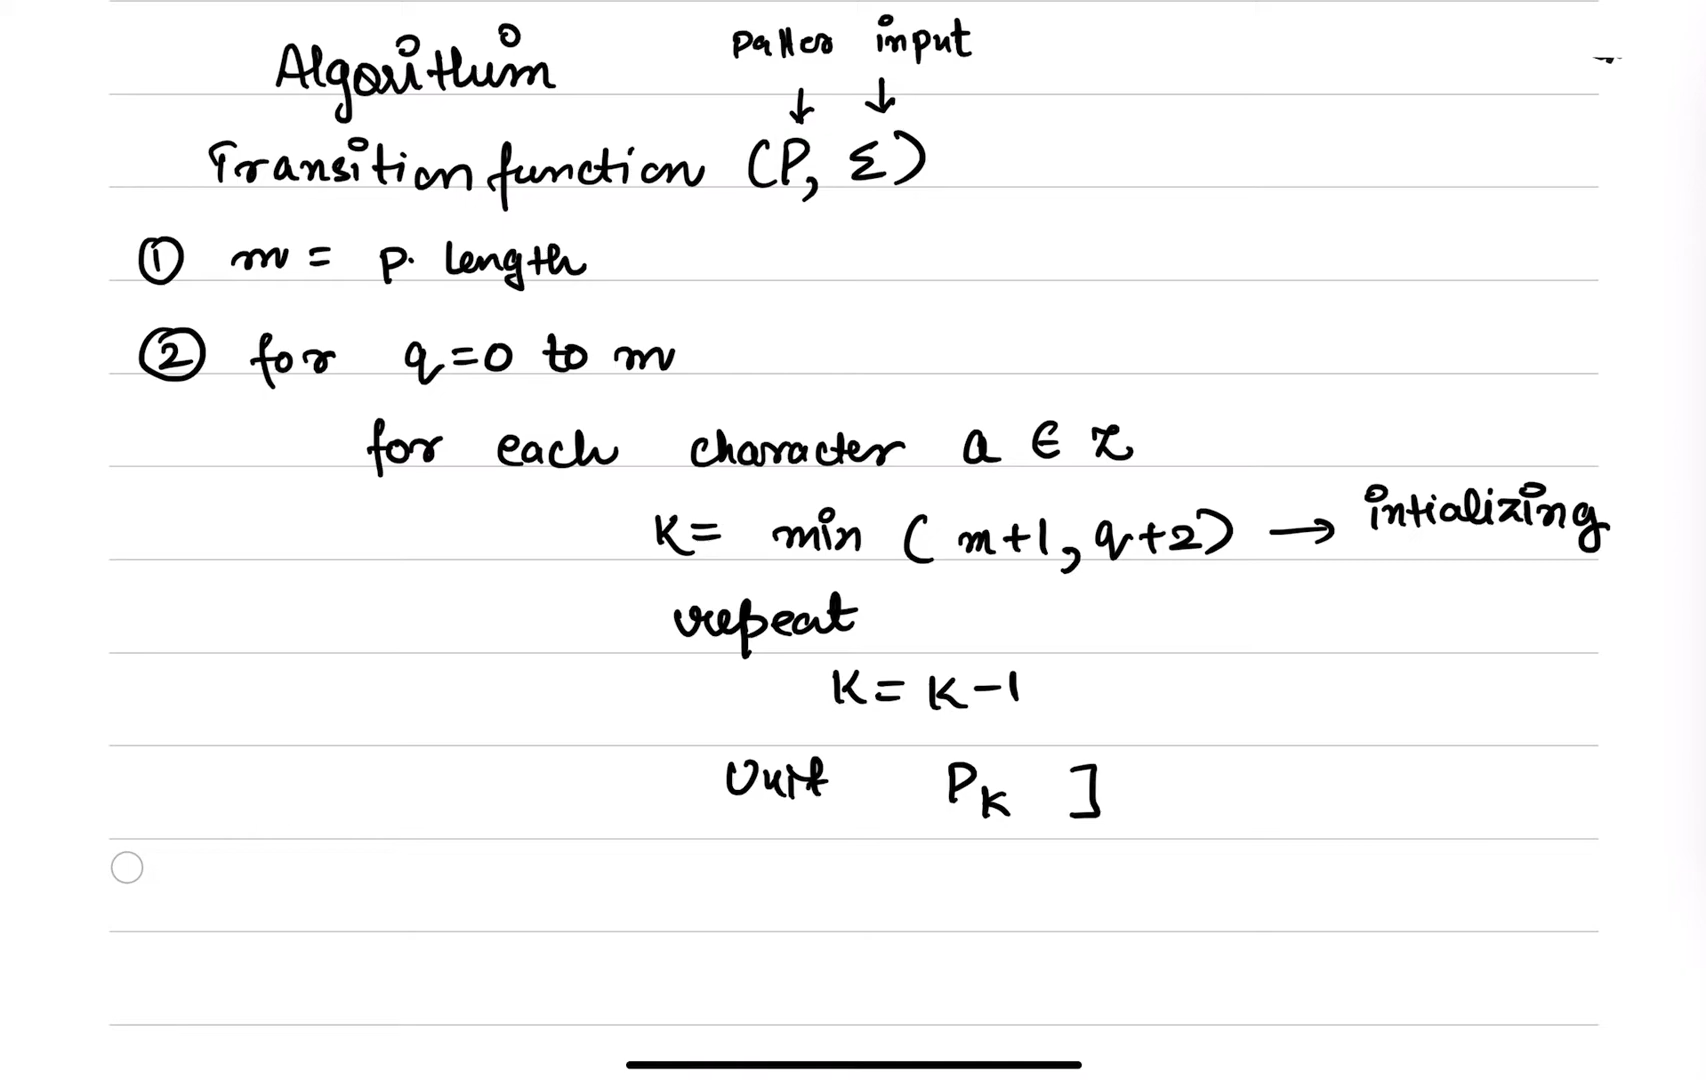 Algorithum
Patter input
↓ ↓
Transition function (P, Σ)
① m = P. length
② for q=0 to m
for each character a ∈ Σ
K= min ( m+1, q+2) → intializing
repeat
K= K-1
Until Pₖ ]